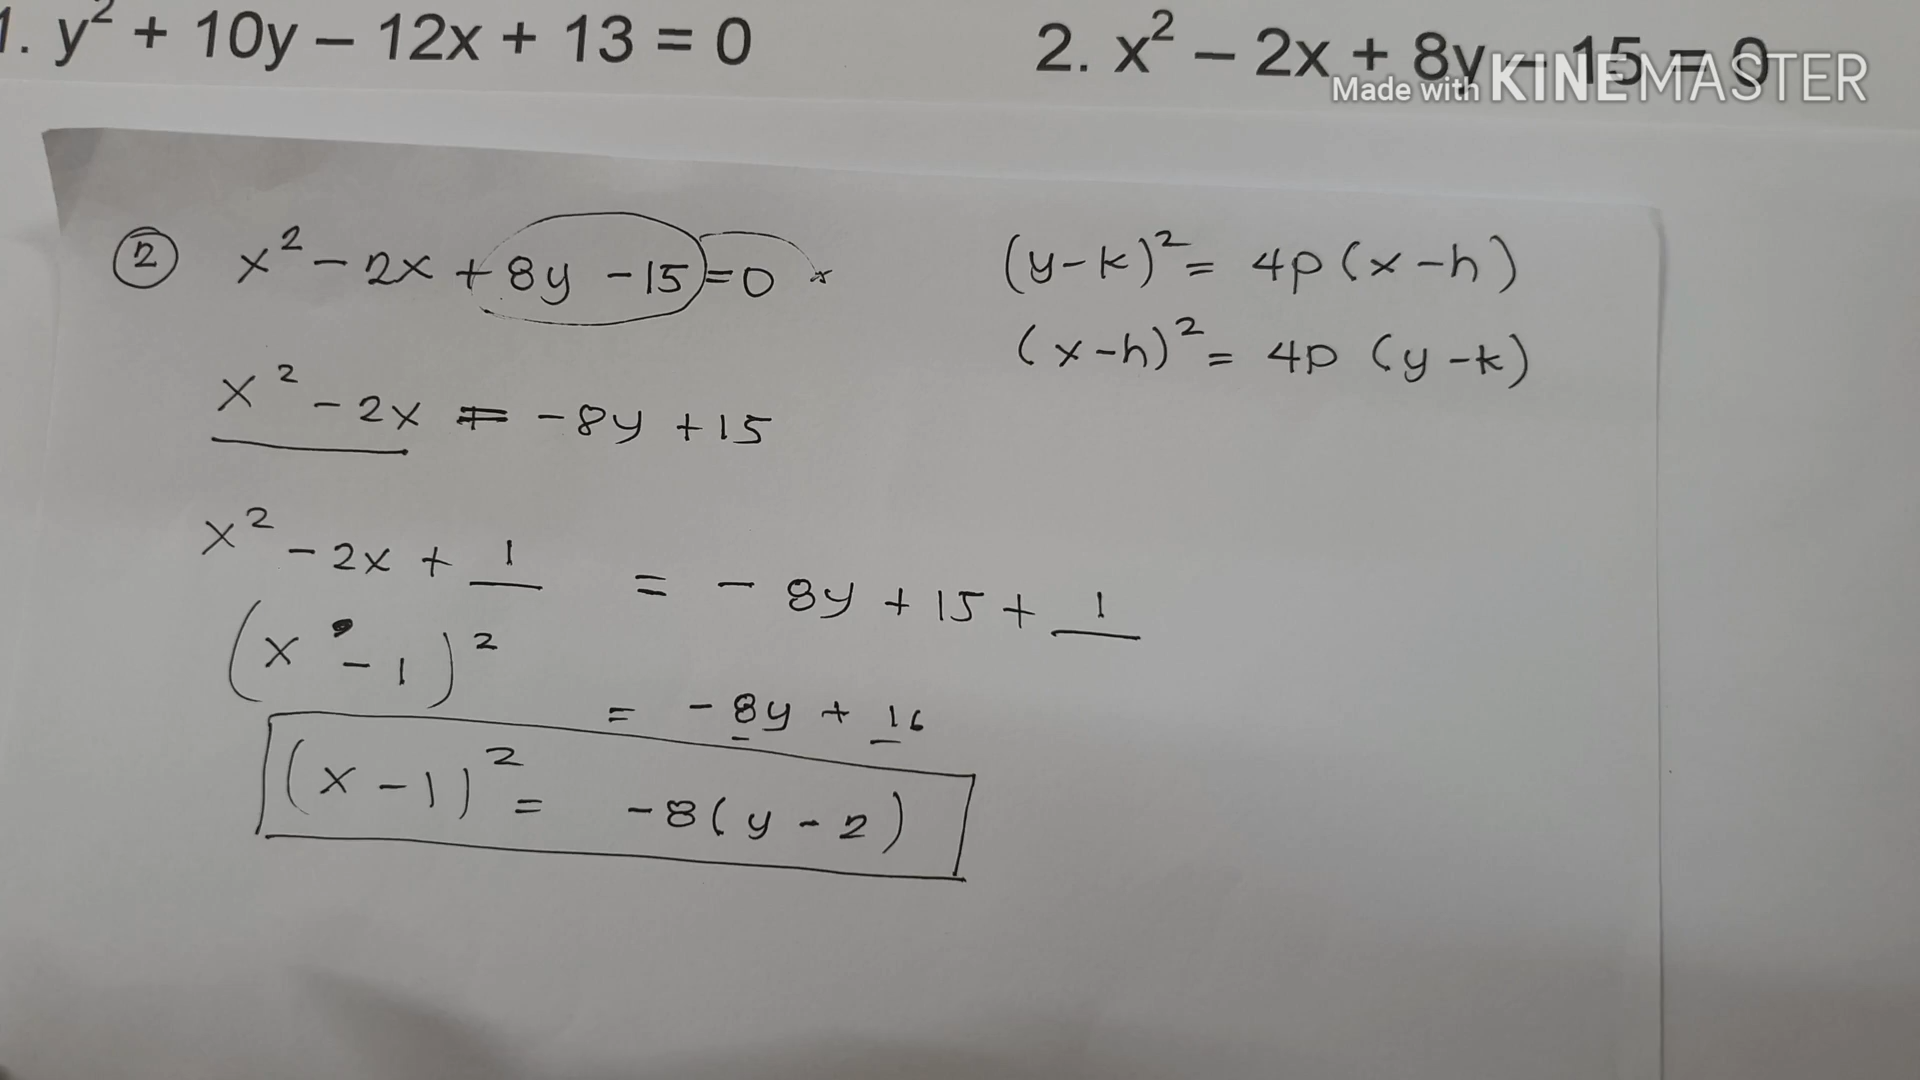 1. y² + 10y – 12x + 13 = 0
2. x² – 2x + 8y – 15 = 0
Made with KINEMASTER
② x² - 2x + 8y - 15 = 0
(y-k)² = 4p(x-h)
(x-h)² = 4p(y-k)
x² - 2x = -8y + 15
x² - 2x + 1 = - 8y + 15 + 1
(x - 1)² = - 8y + 16
(x - 1)² = -8(y - 2)